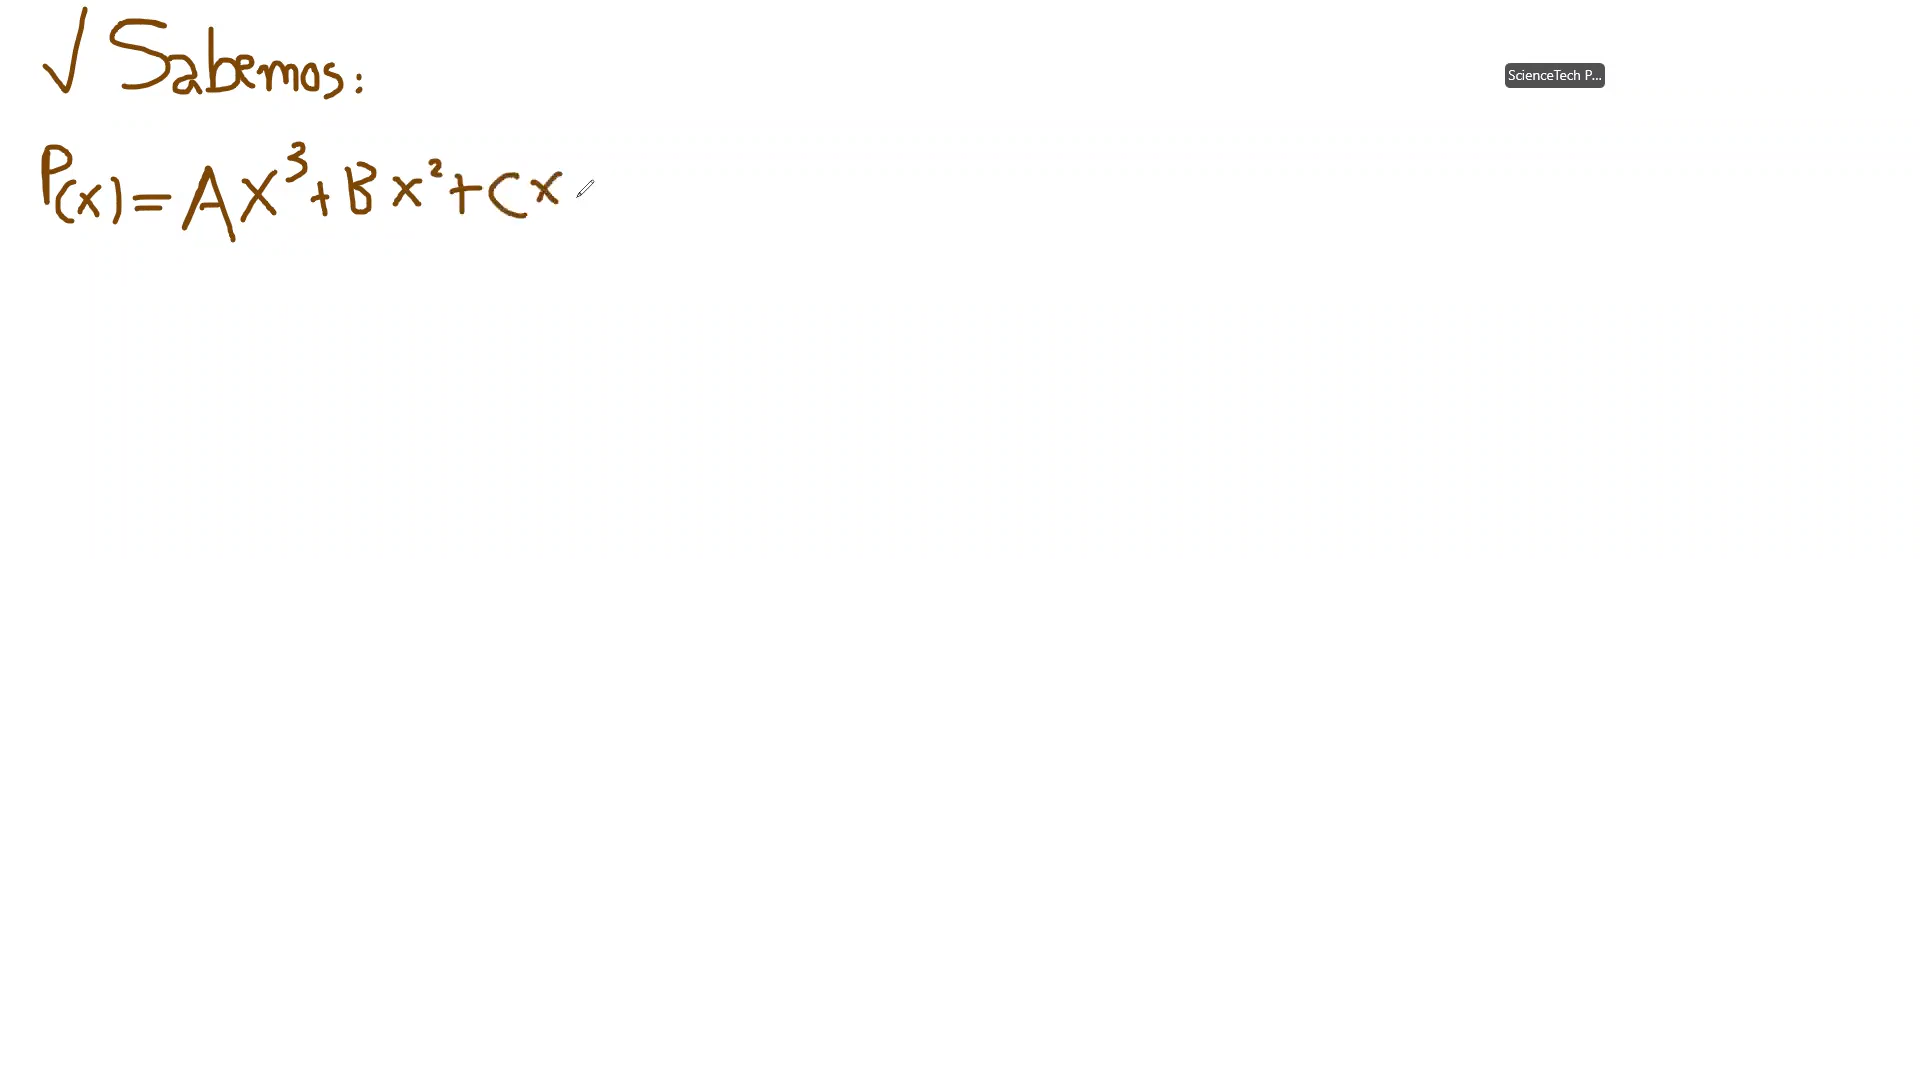 √ Sabemos:
ScienceTech P...
P(x) = Ax³ + Bx² + Cx